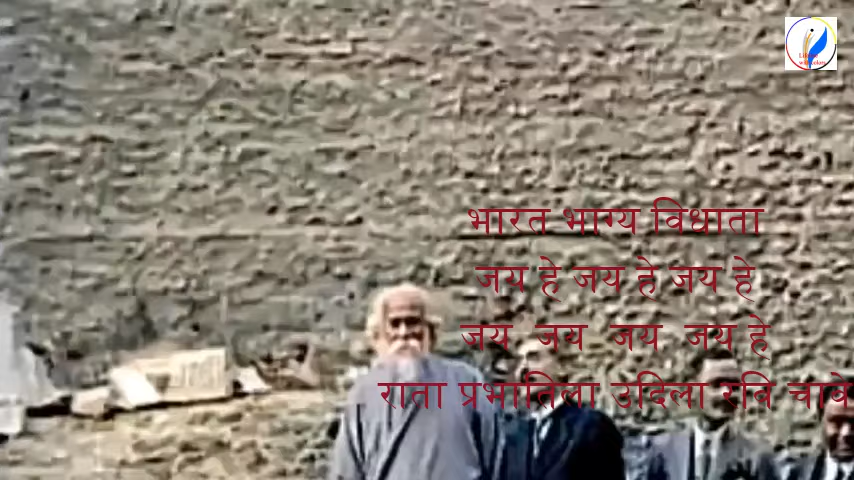 भारत भाग्य विधाता
जय हे जय हे जय हे
जय जय जय जय हे
राता प्रभातिला उदिला रवि चावे